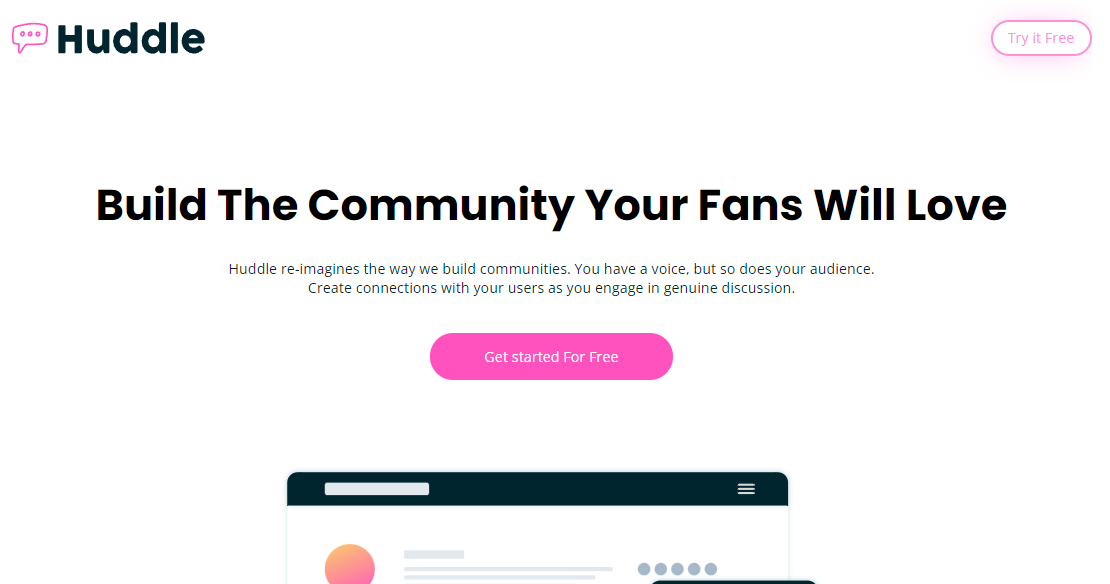 Huddle
Try it Free
Build The Community Your Fans Will Love
Huddle re-imagines the way we build communities. You have a voice, but so does your audience.
Create connections with your users as you engage in genuine discussion.
Get started For Free